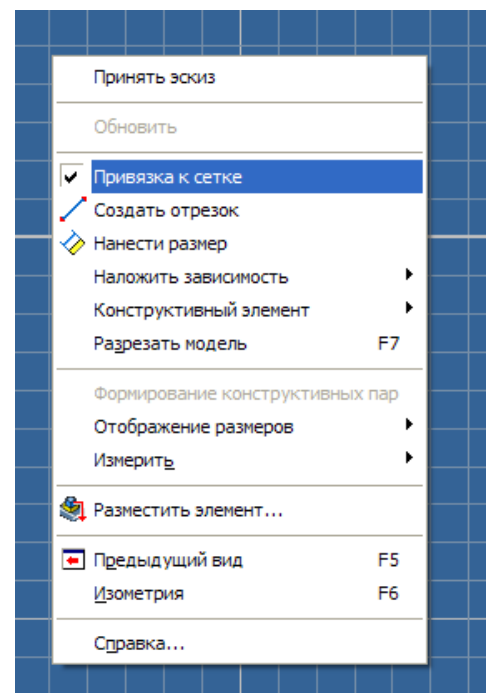 Принять эскиз
Обновить
Привязка к сетке
Создать отрезок
Нанести размер
Наложить зависимость
Конструктивный элемент
Разрезать модель F7
Формирование конструктивных пар
Отображение размеров
Измерить
Разместить элемент...
Предыдущий вид F5
Изометрия F6
Справка...